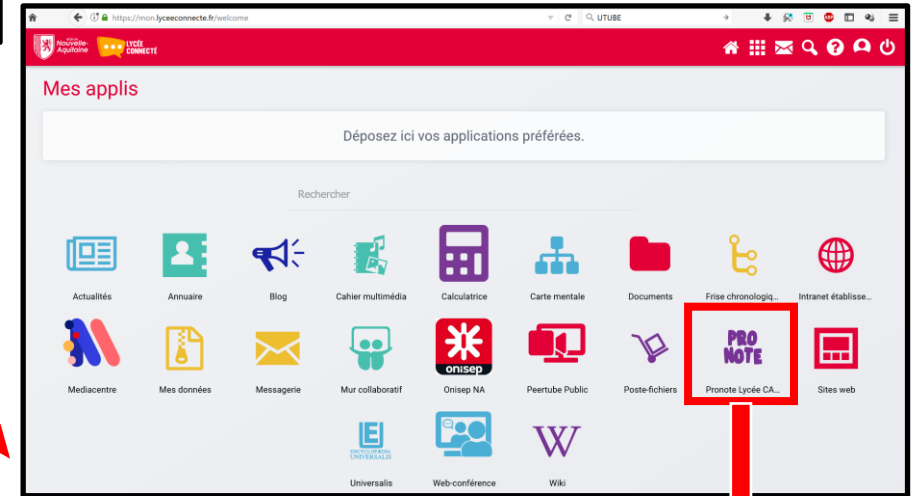 https://mon.lyceeconnecte.fr/welcome
UTUBE
Nouvelle-
Aquitaine
LYCÉE
CONNECTÉ
Mes applis
Déposez ici vos applications préférées.
Rechercher
Actualités
Annuaire
Blog
Cahier multimédia
Calculatrice
Carte mentale
Documents
Frise chronologiq...
Intranet établisse...
onisep
PRO
NOTE
Mediacentre
Mes données
Messagerie
Mur collaboratif
Onisep NA
Peertube Public
Poste-fichiers
Pronote Lycée CA...
Sites web
ENCYCLOPÆDIA
UNIVERSALIS
W
Universalis
Web-conférence
Wiki